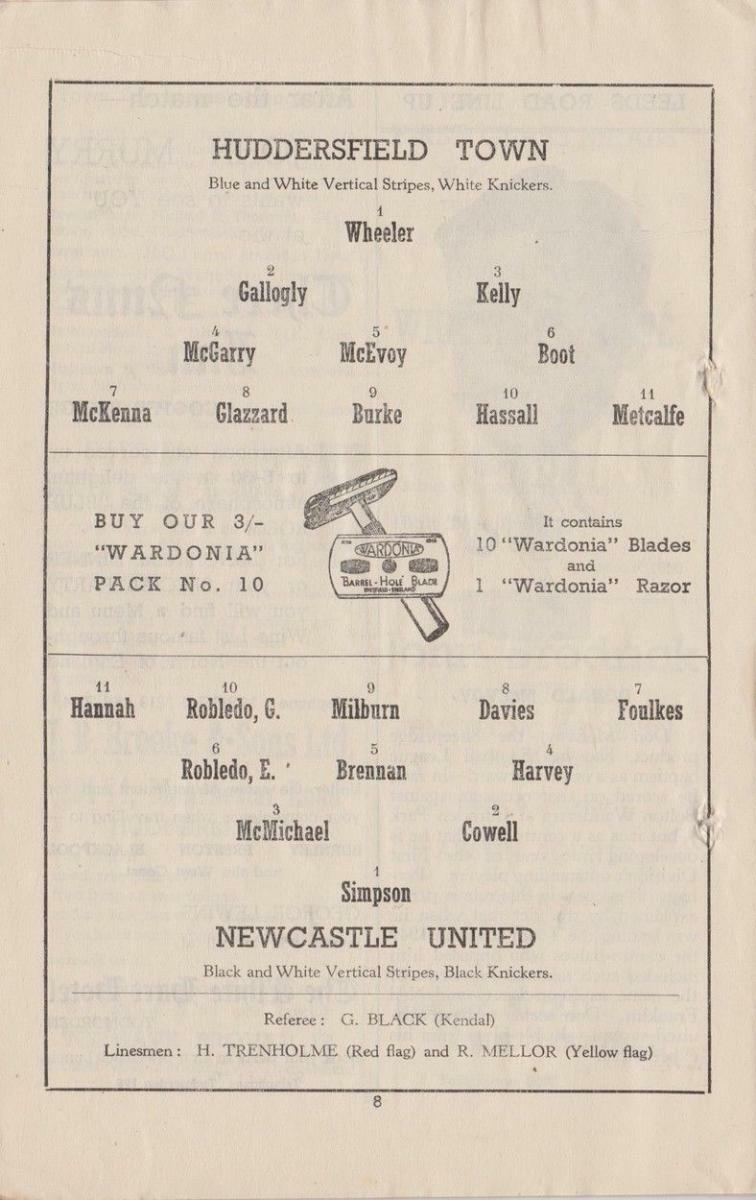 HUDDERSFIELD TOWN
Blue and White Vertical Stripes, White Knickers.
1
Wheeler
2 3
Gallogly Kelly
4 5 6
McGarry McEvoy Boot
7 8 9 10 11
McKenna Glazzard Burke Hassall Metcalfe
BUY OUR 3/-
"WARDONIA"
PACK No. 10
WARDONIA
"BARREL-HOLE" BLADE
It contains
10 "Wardonia" Blades
and
1 "Wardonia" Razor
11 10 9 8 7
Hannah Robledo, G. Milburn Davies Foulkes
6 5 4
Robledo, E. Brennan Harvey
3 2
McMichael Cowell
1
Simpson
NEWCASTLE UNITED
Black and White Vertical Stripes, Black Knickers.
Referee : G. BLACK (Kendal)
Linesmen : H. TRENHOLME (Red flag) and R. MELLOR (Yellow flag)
8